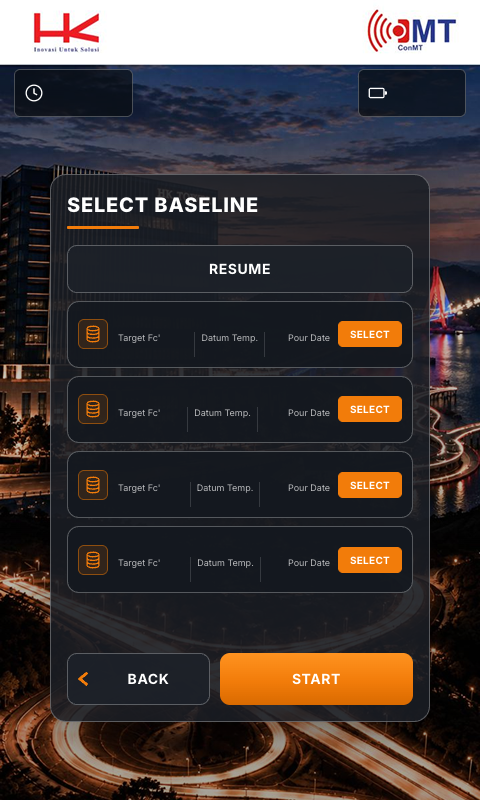 HK
Inovasi Untuk Solusi
MT
ConMT
SELECT BASELINE
RESUME
Target Fc' Datum Temp. Pour Date SELECT
Target Fc' Datum Temp. Pour Date SELECT
Target Fc' Datum Temp. Pour Date SELECT
Target Fc' Datum Temp. Pour Date SELECT
BACK START